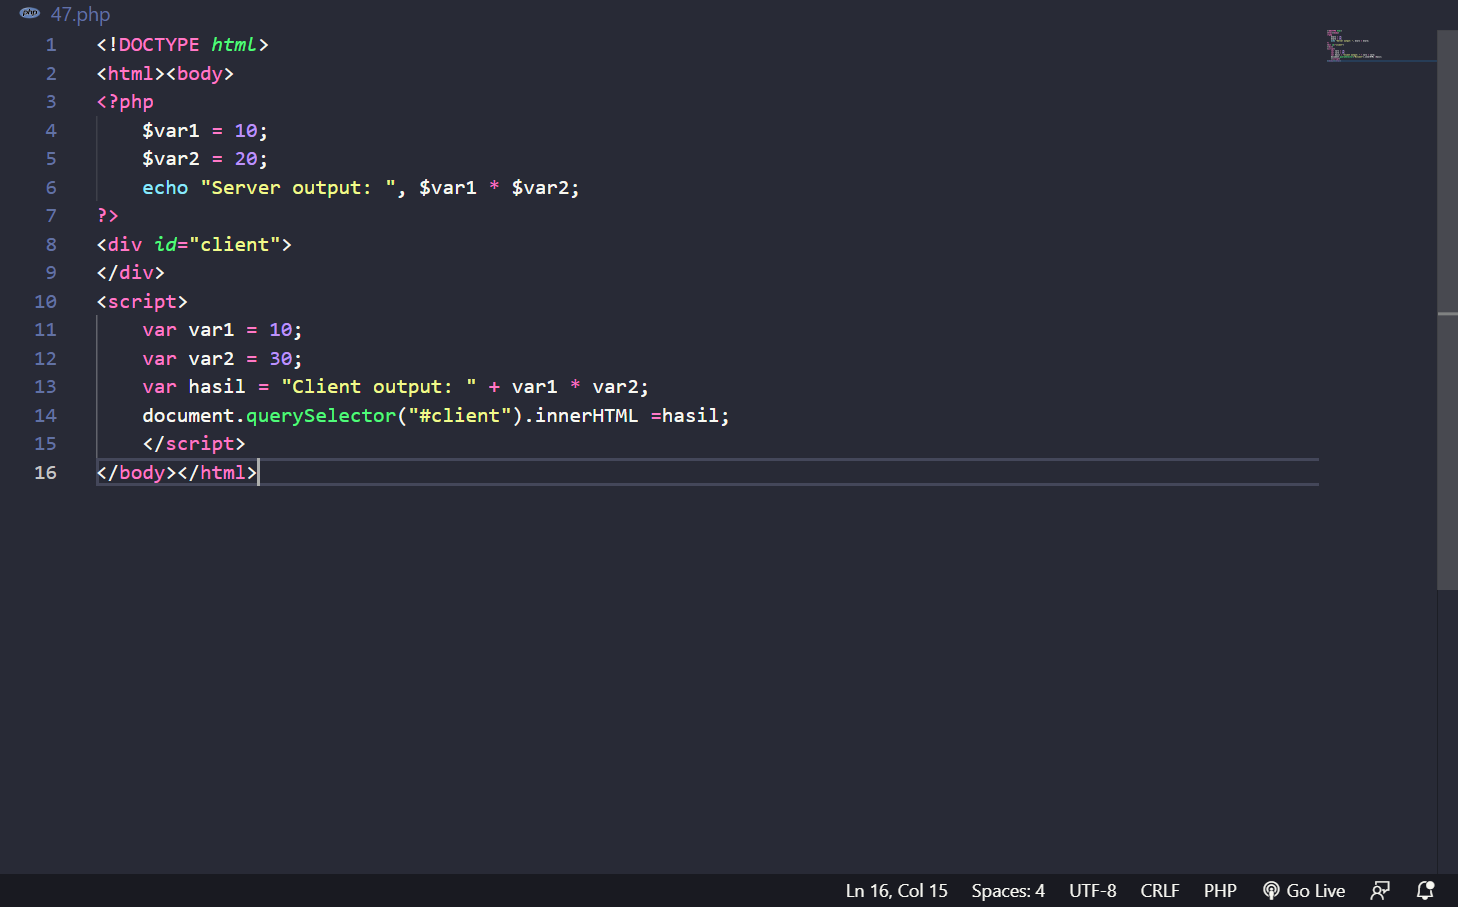 php 47.php
1 <!DOCTYPE html>
2 <html><body>
3 <?php
4     $var1 = 10;
5     $var2 = 20;
6     echo "Server output: ", $var1 * $var2;
7 ?>
8 <div id="client">
9 </div>
10 <script>
11     var var1 = 10;
12     var var2 = 30;
13     var hasil = "Client output: " + var1 * var2;
14     document.querySelector("#client").innerHTML =hasil;
15     </script>
16 </body></html>
Ln 16, Col 15 Spaces: 4 UTF-8 CRLF PHP Go Live